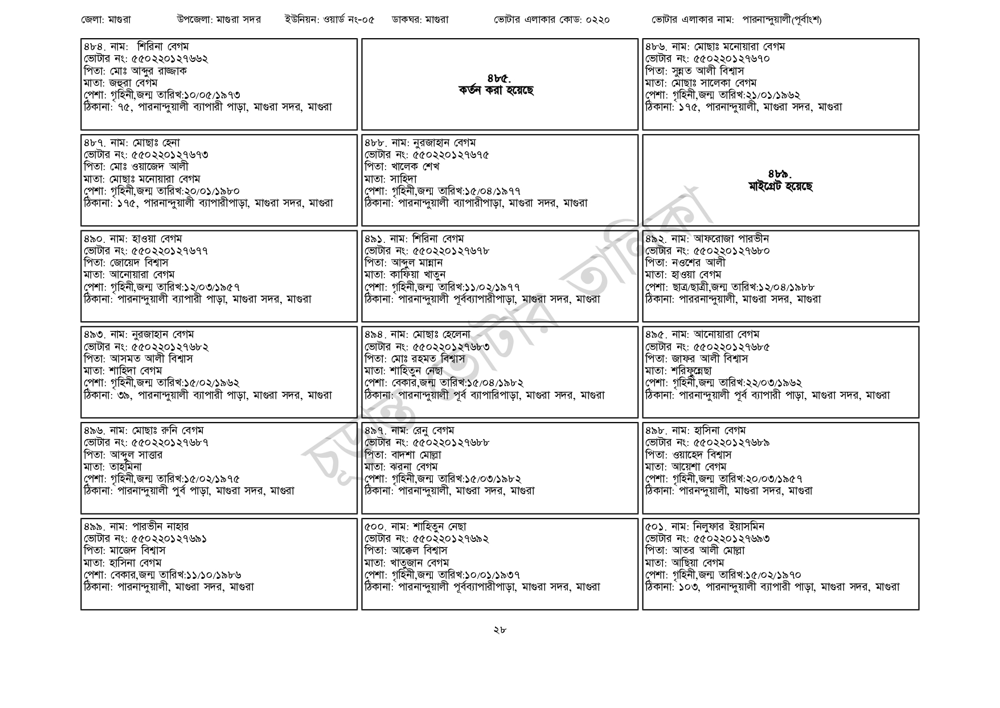 জেলা: মাগুরা উপজেলা: মাগুরা সদর ইউনিয়ন: ওয়ার্ড নং-০৫ ডাকঘর: মাগুরা ভোটার এলাকার কোড: ০২২০ ভোটার এলাকার নাম: পারনান্দুয়ালী(পূর্বাংশ)
৪৮৪. নাম: শিরিনা বেগম
ভোটার নং: ৫৫০২২০১২৭৬৬২
পিতা: মোঃ আব্দুর রাজ্জাক
মাতা: জহুরা বেগম
পেশা: গৃহিনী,জন্ম তারিখ:১০/০৫/১৯৭৩
ঠিকানা: ৭৫, পারনান্দুয়ালী ব্যাপারী পাড়া, মাগুরা সদর, মাগুরা
৪৮৫.
কর্তন করা হয়েছে
৪৮৬. নাম: মোছাঃ মনোয়ারা বেগম
ভোটার নং: ৫৫০২২০১২৭৬৭০
পিতা: সুন্নত আলী বিশ্বাস
মাতা: মোছাঃ সালেকা বেগম
পেশা: গৃহিনী,জন্ম তারিখ:২১/০১/১৯৬২
ঠিকানা: ১৭৫, পারনান্দুয়ালী, মাগুরা সদর, মাগুরা
৪৮৭. নাম: মোছাঃ হেনা
ভোটার নং: ৫৫০২২০১২৭৬৭৩
পিতা: মোঃ ওয়াজেদ আলী
মাতা: মোছাঃ মনোয়ারা বেগম
পেশা: গৃহিনী,জন্ম তারিখ:২০/০১/১৯৮০
ঠিকানা: ১৭৫, পারনান্দুয়ালী ব্যাপারীপাড়া, মাগুরা সদর, মাগুরা
৪৮৮. নাম: নুরজাহান বেগম
ভোটার নং: ৫৫০২২০১২৭৬৭৫
পিতা: খালেক শেখ
মাতা: সাহিদা
পেশা: গৃহিনী,জন্ম তারিখ:১৫/০৪/১৯৭৭
ঠিকানা: পারনান্দুয়ালী ব্যাপারীপাড়া, মাগুরা সদর, মাগুরা
৪৮৯.
মাইগ্রেট হয়েছে
৪৯০. নাম: হাওয়া বেগম
ভোটার নং: ৫৫০২২০১২৭৬৭৭
পিতা: জোয়েদ বিশ্বাস
মাতা: আনোয়ারা বেগম
পেশা: গৃহিনী,জন্ম তারিখ:১২/০৩/১৯৫৭
ঠিকানা: পারনান্দুয়ালী ব্যাপারী পাড়া, মাগুরা সদর, মাগুরা
৪৯১. নাম: শিরিনা বেগম
ভোটার নং: ৫৫০২২০১২৭৬৭৮
পিতা: আব্দুল মান্নান
মাতা: কাফিয়া খাতুন
পেশা: গৃহিনী,জন্ম তারিখ:১১/০২/১৯৭৭
ঠিকানা: পারনান্দুয়ালী পূর্বব্যাপারীপাড়া, মাগুরা সদর, মাগুরা
৪৯২. নাম: আফরোজা পারভীন
ভোটার নং: ৫৫০২২০১২৭৬৮০
পিতা: নওশের আলী
মাতা: হাওয়া বেগম
পেশা: ছাত্র/ছাত্রী,জন্ম তারিখ:১২/০৪/১৯৮৮
ঠিকানা: পাররনান্দুয়ালী, মাগুরা সদর, মাগুরা
৪৯৩. নাম: নুরজাহান বেগম
ভোটার নং: ৫৫০২২০১২৭৬৮২
পিতা: আসমত আলী বিশ্বাস
মাতা: শাহিদা বেগম
পেশা: গৃহিনী,জন্ম তারিখ:১৫/০২/১৯৬২
ঠিকানা: ৩৯, পারনান্দুয়ালী ব্যাপারী পাড়া, মাগুরা সদর, মাগুরা
৪৯৪. নাম: মোছাঃ হেলেনা
ভোটার নং: ৫৫০২২০১২৭৬৮৩
পিতা: মোঃ রহমত বিশ্বাস
মাতা: শাহিতুন নেছা
পেশা: বেকার,জন্ম তারিখ:১৫/০৪/১৯৮২
ঠিকানা: পারনান্দুয়ালী পূর্ব ব্যাপারিপাড়া, মাগুরা সদর, মাগুরা
৪৯৫. নাম: আনোয়ারা বেগম
ভোটার নং: ৫৫০২২০১২৭৬৮৫
পিতা: জাফর আলী বিশ্বাস
মাতা: শরিফুন্নেছা
পেশা: গৃহিনী,জন্ম তারিখ:২২/০৩/১৯৬২
ঠিকানা: পারনান্দুয়ালী পূর্ব ব্যাপারী পাড়া, মাগুরা সদর, মাগুরা
৪৯৬. নাম: মোছাঃ রুনি বেগম
ভোটার নং: ৫৫০২২০১২৭৬৮৭
পিতা: আব্দুল সাত্তার
মাতা: তাহমিনা
পেশা: গৃহিনী,জন্ম তারিখ:১৫/০২/১৯৭৫
ঠিকানা: পারনান্দুয়ালী পুর্ব পাড়া, মাগুরা সদর, মাগুরা
৪৯৭. নাম: রেনু বেগম
ভোটার নং: ৫৫০২২০১২৭৬৮৮
পিতা: বাদশা মোল্লা
মাতা: ঝরনা বেগম
পেশা: গৃহিনী,জন্ম তারিখ:১৫/০৩/১৯৮২
ঠিকানা: পারনান্দুয়ালী, মাগুরা সদর, মাগুরা
৪৯৮. নাম: হাসিনা বেগম
ভোটার নং: ৫৫০২২০১২৭৬৮৯
পিতা: ওয়াহেদ বিশ্বাস
মাতা: আয়েশা বেগম
পেশা: গৃহিনী,জন্ম তারিখ:২০/০৩/১৯৫৭
ঠিকানা: পারনন্দুয়ালী, মাগুরা সদর, মাগুরা
৪৯৯. নাম: পারভীন নাহার
ভোটার নং: ৫৫০২২০১২৭৬৯১
পিতা: মাজেদ বিশ্বাস
মাতা: হাসিনা বেগম
পেশা: বেকার,জন্ম তারিখ:১১/১০/১৯৮৬
ঠিকানা: পারনান্দুয়ালী, মাগুরা সদর, মাগুরা
৫০০. নাম: শাহিতুন নেছা
ভোটার নং: ৫৫০২২০১২৭৬৯২
পিতা: আক্কেল বিশ্বাস
মাতা: খাতুজান বেগম
পেশা: গৃহিনী,জন্ম তারিখ:১০/০১/১৯৩৭
ঠিকানা: পারনান্দুয়ালী পূর্বব্যাপারীপাড়া, মাগুরা সদর, মাগুরা
৫০১. নাম: নিলুফার ইয়াসমিন
ভোটার নং: ৫৫০২২০১২৭৬৯৩
পিতা: আতর আলী মোল্লা
মাতা: আছিয়া বেগম
পেশা: গৃহিনী,জন্ম তারিখ:১৫/০২/১৯৭০
ঠিকানা: ১০৩, পারনান্দুয়ালী ব্যাপারী পাড়া, মাগুরা সদর, মাগুরা
চূড়ান্ত ভোটার তালিকা
২৮